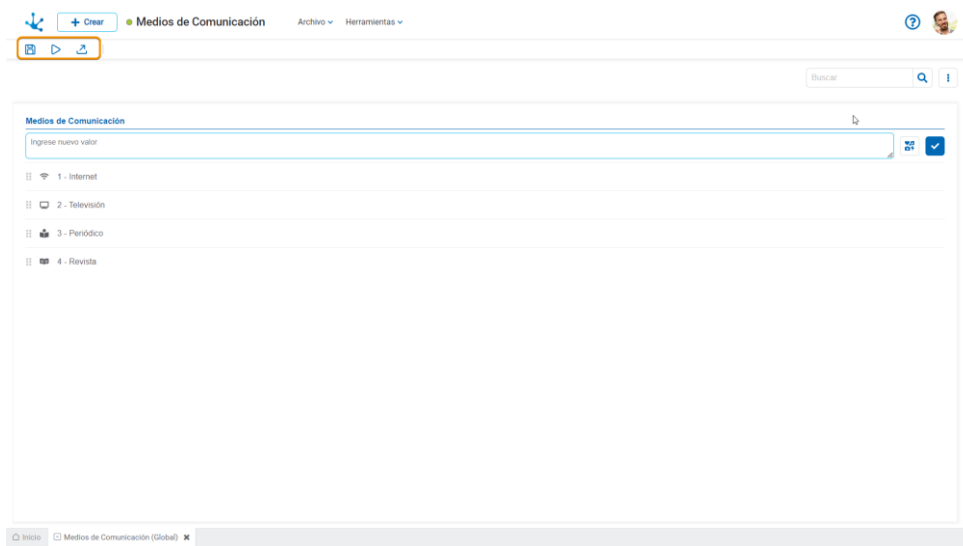 Crear
Medios de Comunicación
Archivo
Herramientas
Buscar
Medios de Comunicación
Ingrese nuevo valor
1 - Internet
2 - Televisión
3 - Periódico
4 - Revista
Inicio
Medios de Comunicación (Global)